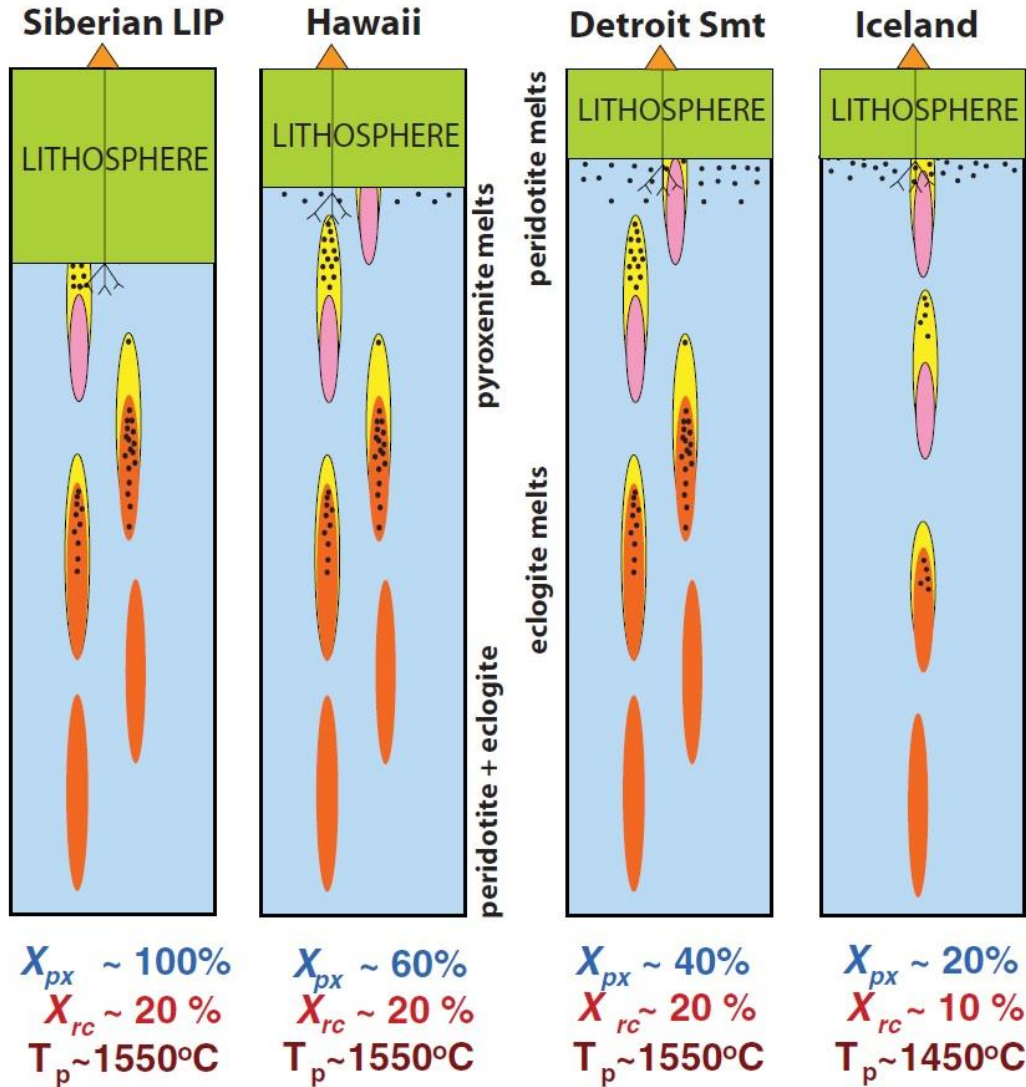 Siberian LIP
Hawaii
Detroit Smt
Iceland
LITHOSPHERE
LITHOSPHERE
LITHOSPHERE
LITHOSPHERE
pyroxenite melts
peridotite + eclogite
peridotite melts
eclogite melts
Xpx ~ 100%
Xrc ~ 20 %
Tp~1550ºC
Xpx ~ 60%
Xrc ~ 20 %
Tp~1550ºC
Xpx ~ 40%
Xrc ~ 20 %
Tp~1550ºC
Xpx ~ 20%
Xrc ~ 10 %
Tp~1450ºC